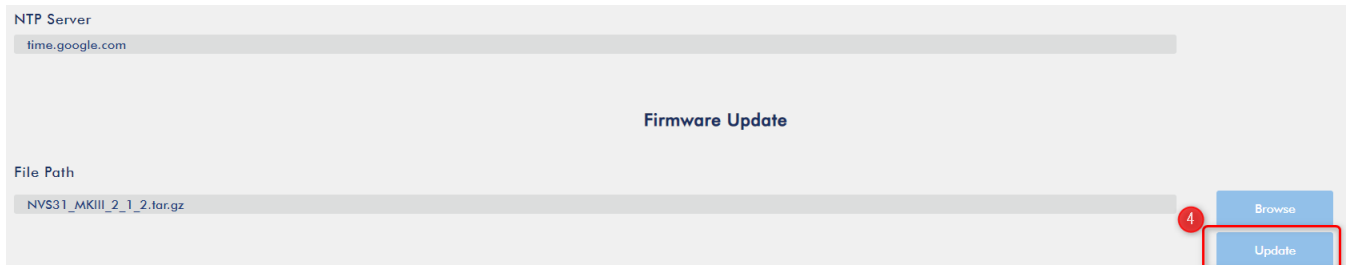 NTP Server
time.google.com
Firmware Update
File Path
NVS31_MKIII_2_1_2.tar.gz
Browse
4
Update